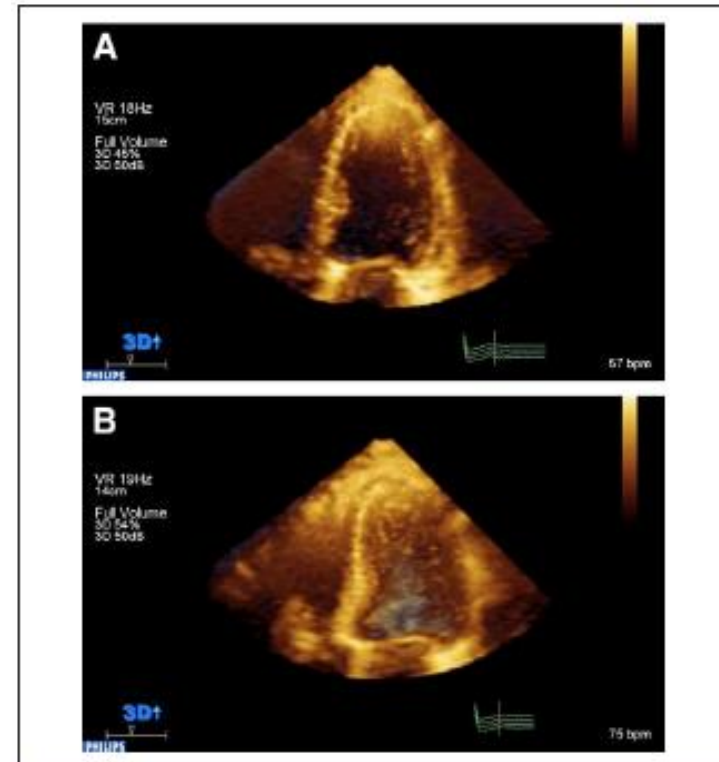 A
VR 18Hz
15cm
Full Volume
3D 45%
3D 50dB
3D
PHILIPS
57 bpm
B
VR 19Hz
14cm
Full Volume
3D 54%
3D 50dB
3D
PHILIPS
75 bpm